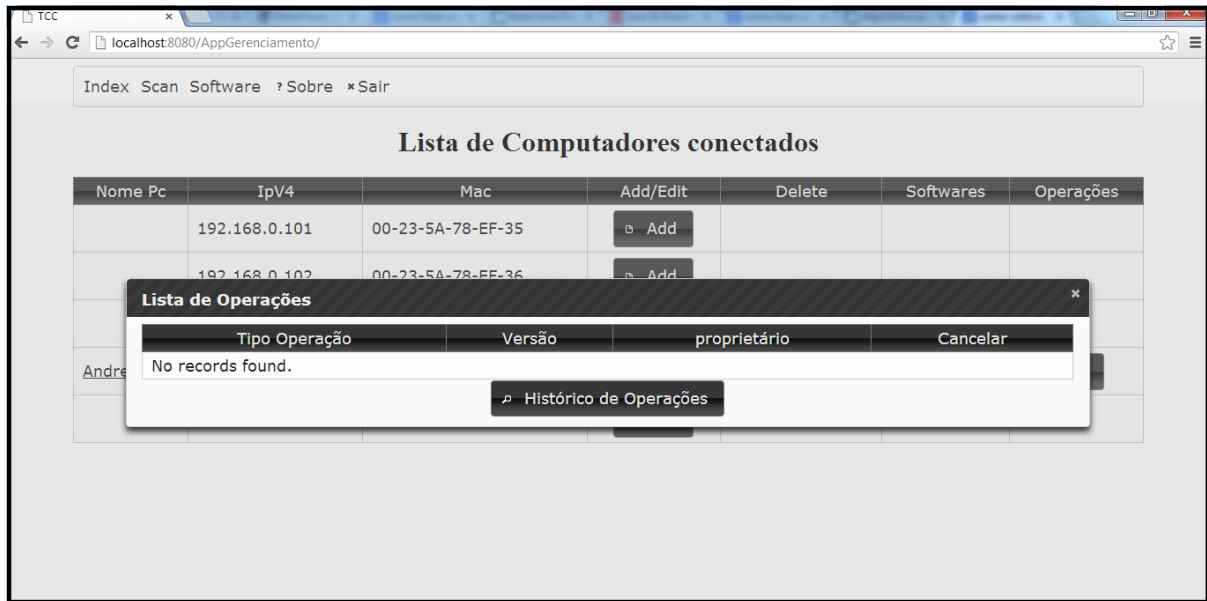 TCC
localhost:8080/AppGerenciamento/
Index Scan Software ? Sobre × Sair
Lista de Computadores conectados
Nome Pc IpV4 Mac Add/Edit Delete Softwares Operações
192.168.0.101 00-23-5A-78-EF-35 Add
192.168.0.102 00-23-5A-78-EF-36 Add
Lista de Operações
Tipo Operação Versão proprietário Cancelar
No records found.
Andre
Histórico de Operações